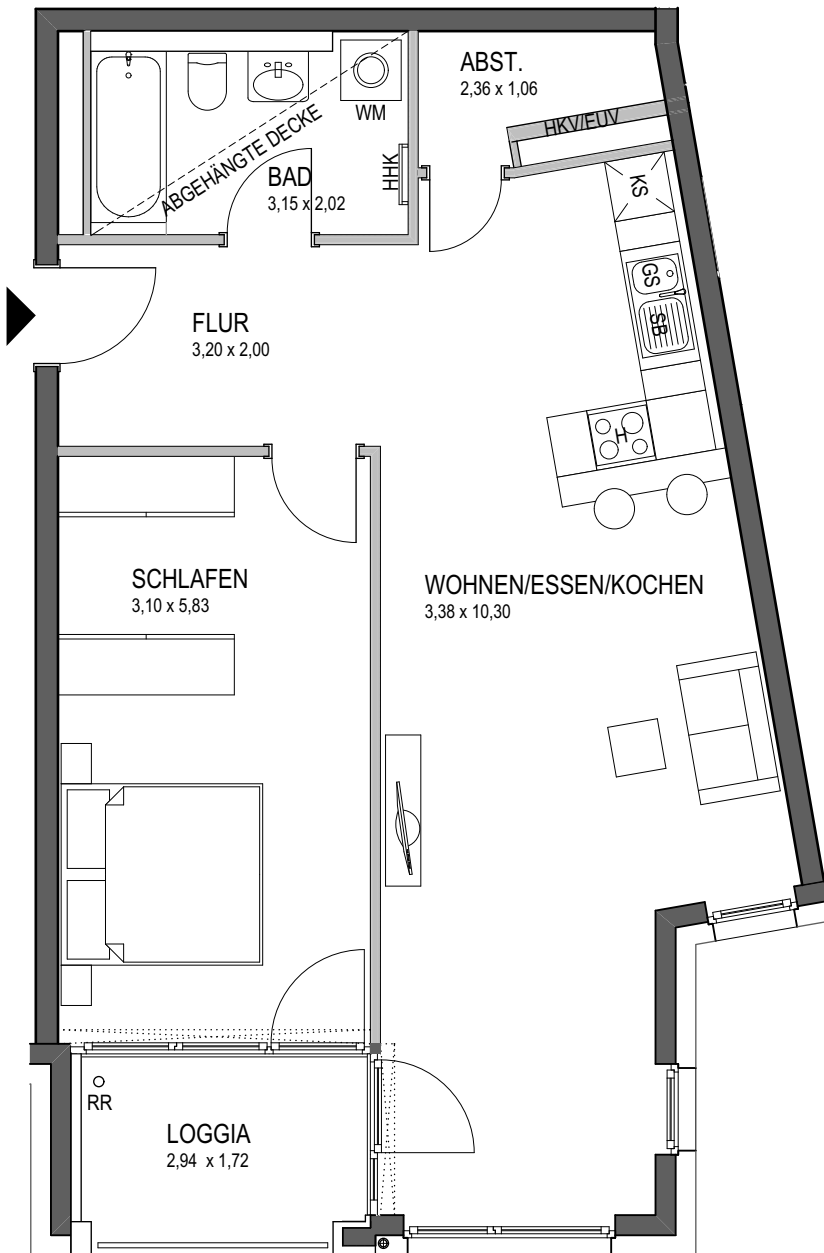 ABST.
2,36 x 1,06
HKV/EUV
WM
ABGEHÄNGTE DECKE
BAD
3,15 x 2,02
HHK
KS
GS
SB
FLUR
3,20 x 2,00
H
SCHLAFEN
3,10 x 5,83
WOHNEN/ESSEN/KOCHEN
3,38 x 10,30
RR
LOGGIA
2,94 x 1,72